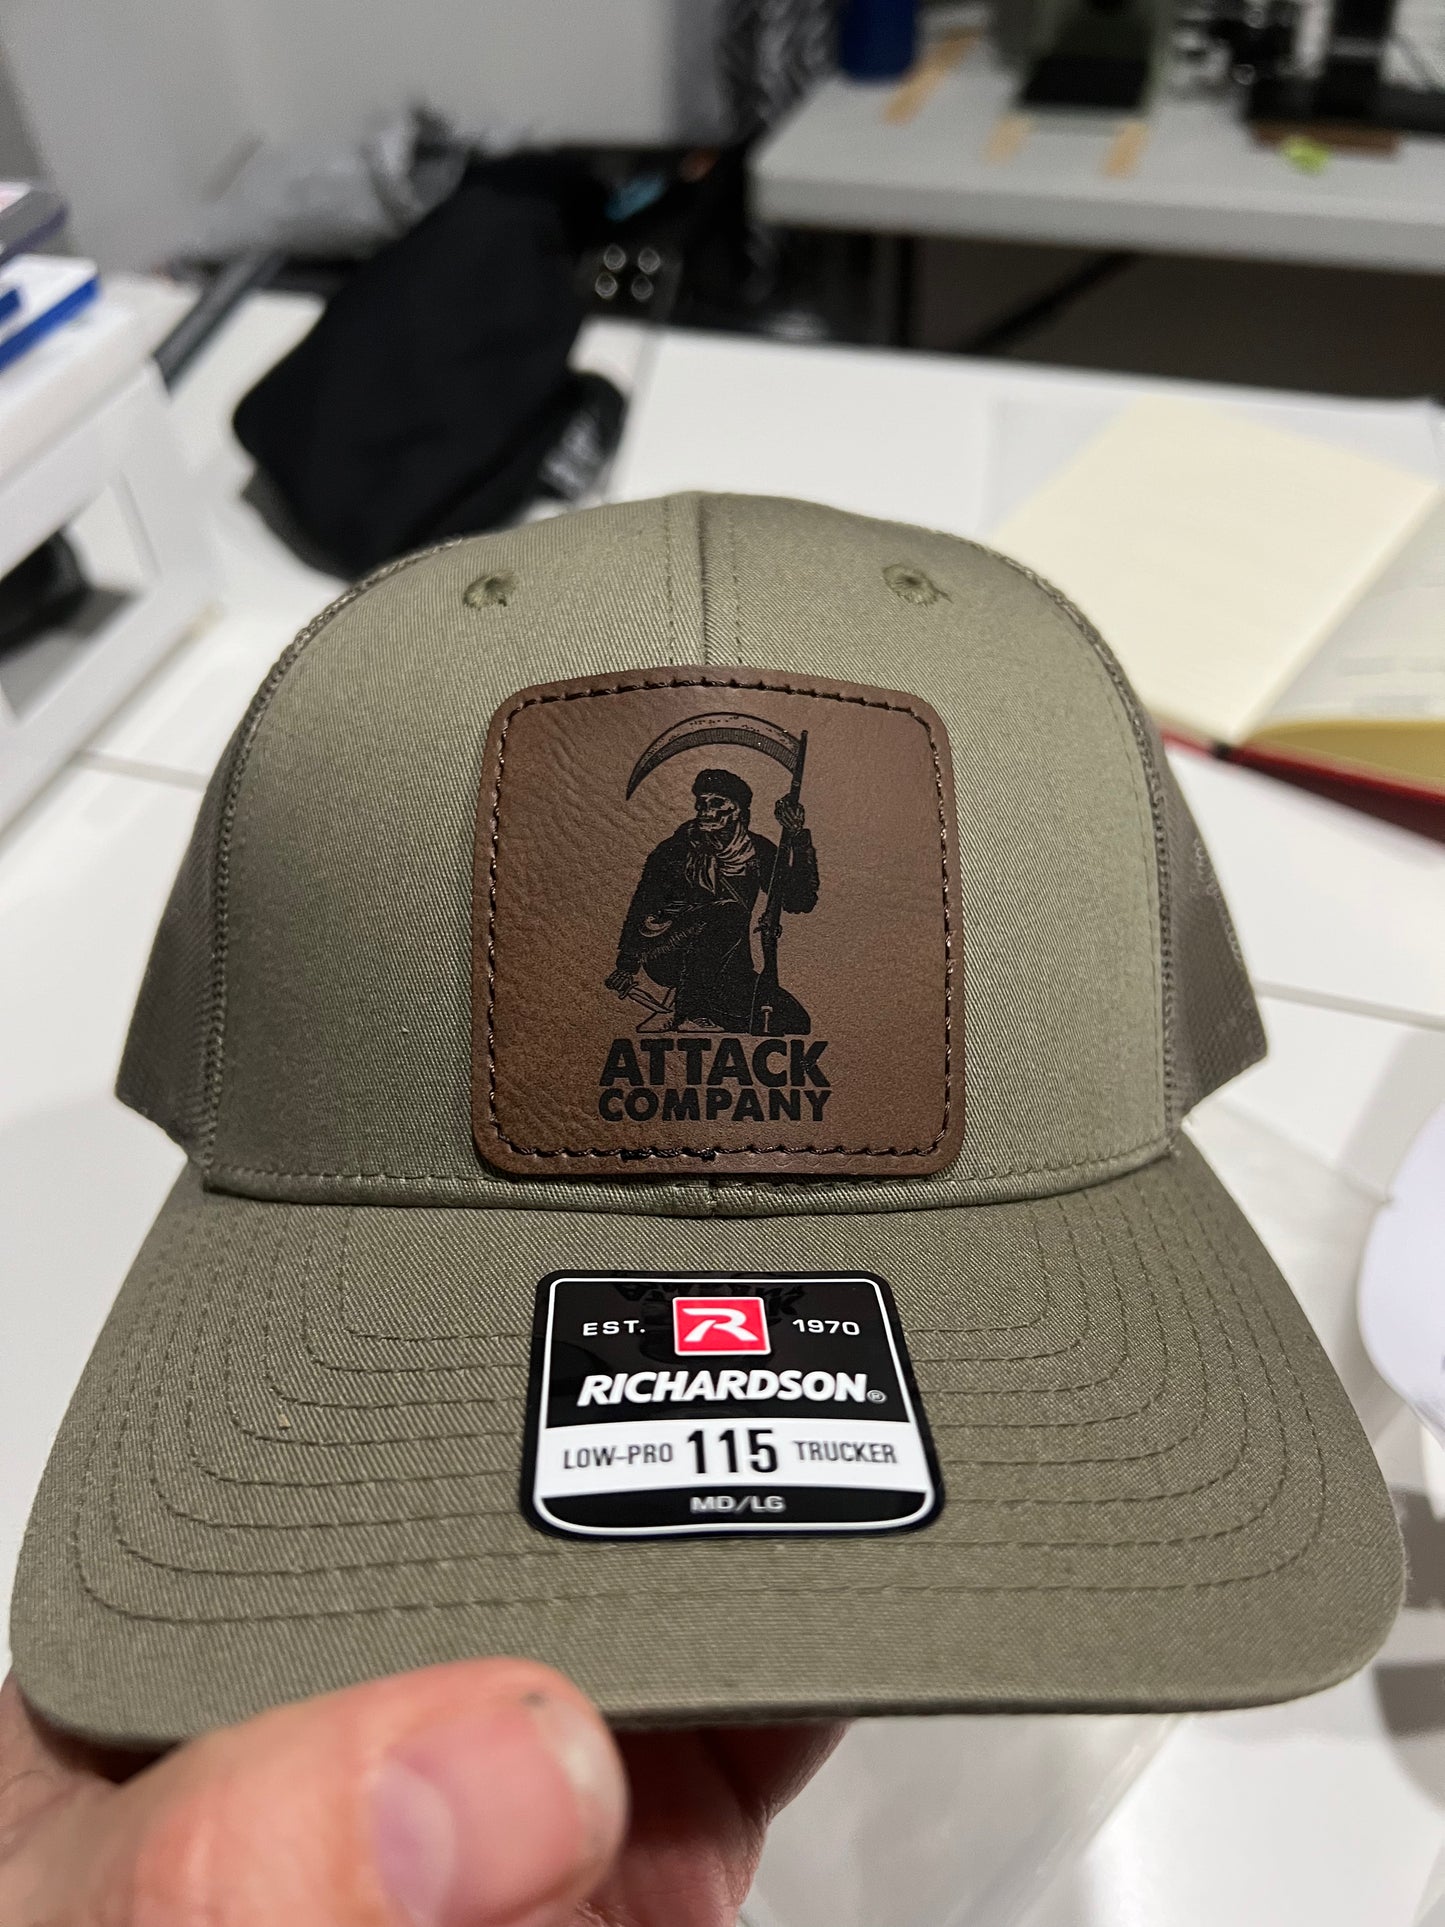 ATTACK
COMPANY
EST. R 1970
RICHARDSON®
LOW-PRO 115 TRUCKER
MD/LG